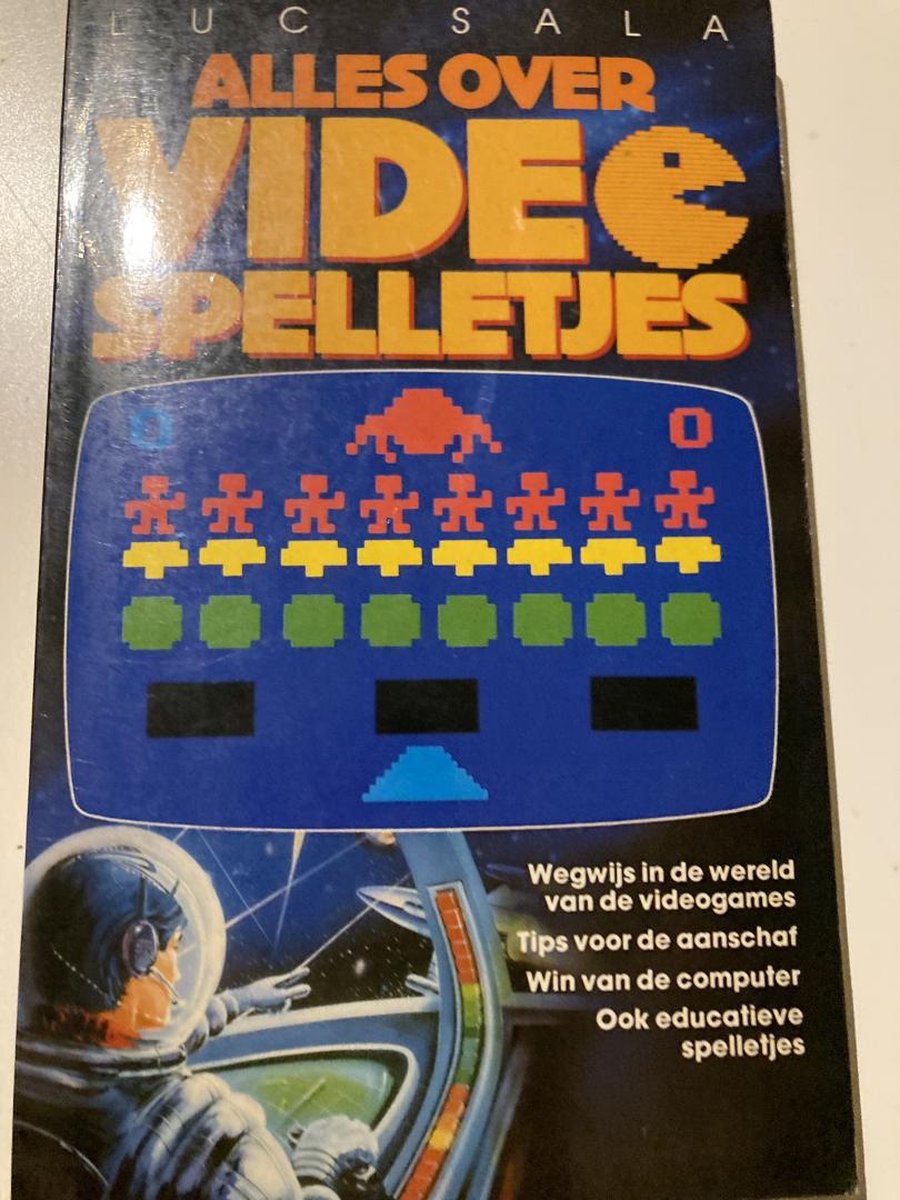 LUC SALA
ALLES OVER
VIDEO
SPELLETJES
0 0
Wegwijs in de wereld
van de videogames
Tips voor de aanschaf
Win van de computer
Ook educatieve
spelletjes